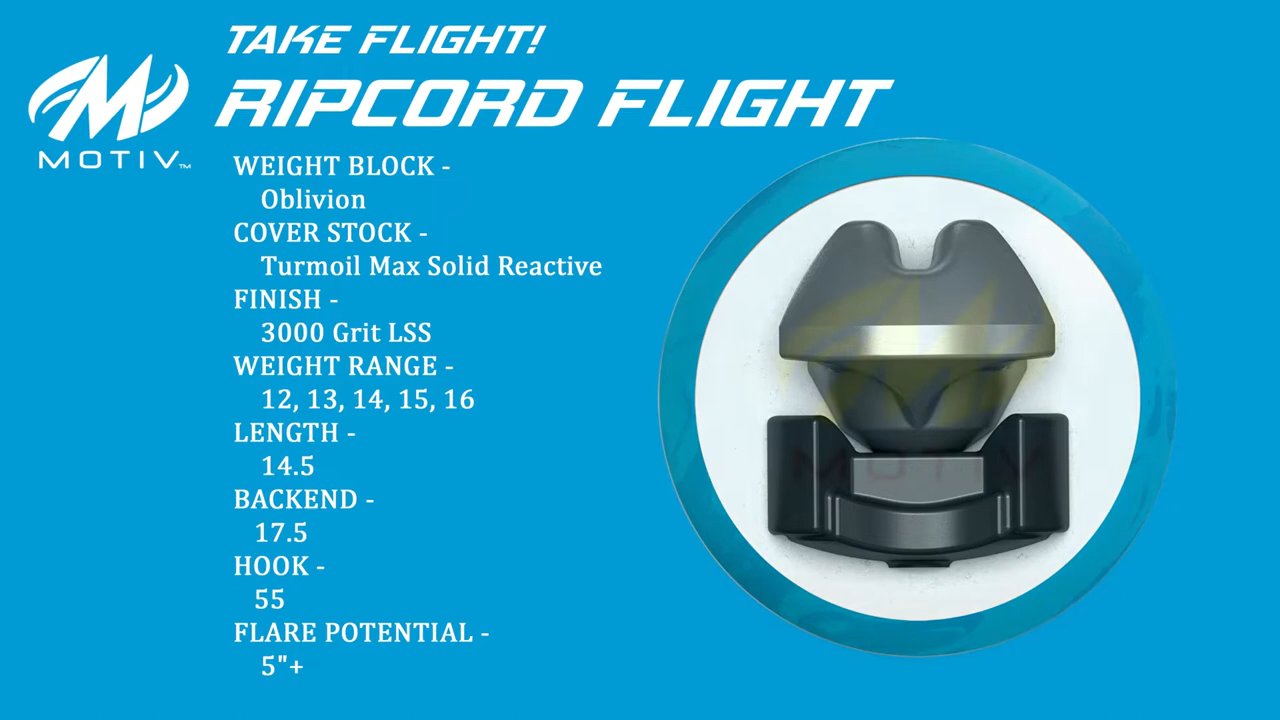 TAKE FLIGHT!
RIPCORD FLIGHT
MOTIV™
WEIGHT BLOCK -
Oblivion
COVER STOCK -
Turmoil Max Solid Reactive
FINISH -
3000 Grit LSS
WEIGHT RANGE -
12, 13, 14, 15, 16
LENGTH -
14.5
BACKEND -
17.5
HOOK -
55
FLARE POTENTIAL -
5"+
MOTIV